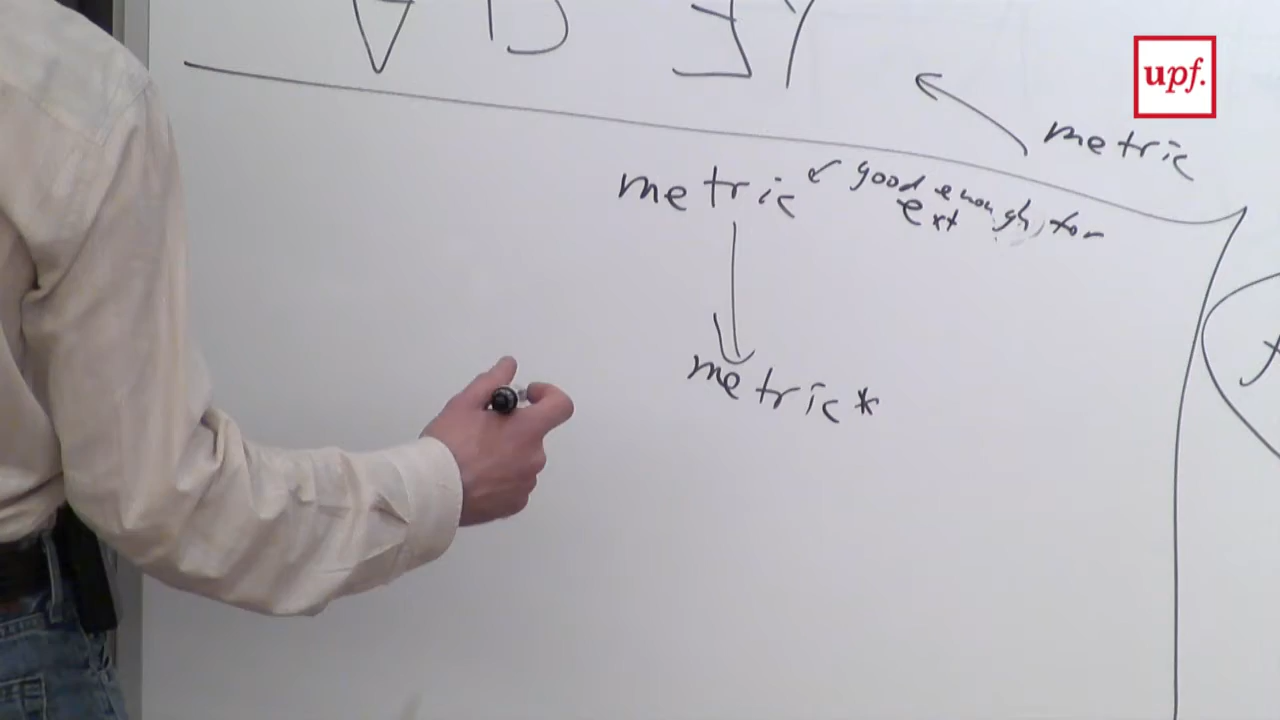 ∀ D ∃ Y
upf.
metric
metric ↙ good enough for
ext
metric*